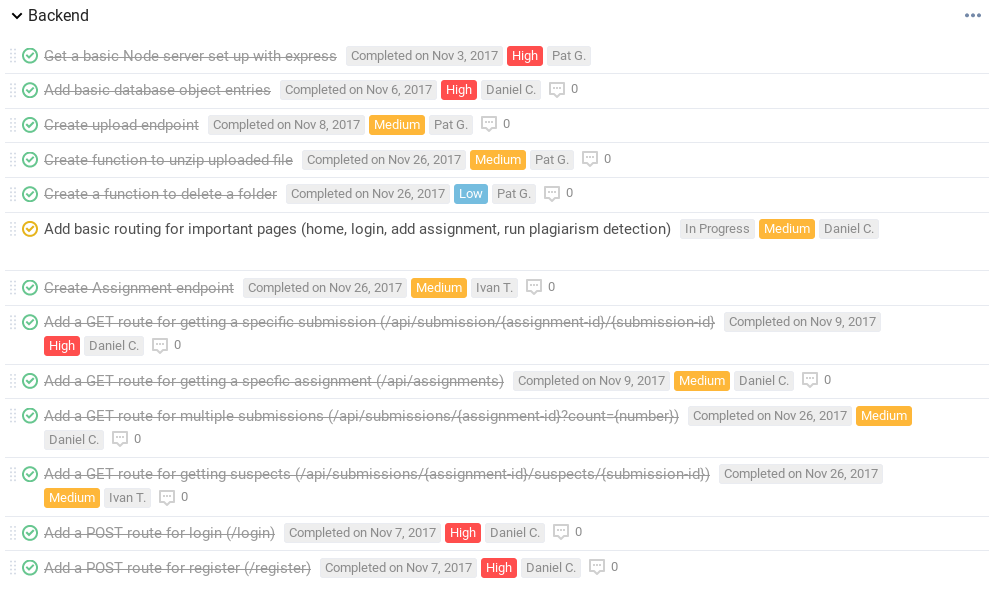 Backend
Get a basic Node server set up with express Completed on Nov 3, 2017 High Pat G.
Add basic database object entries Completed on Nov 6, 2017 High Daniel C. 0
Create upload endpoint Completed on Nov 8, 2017 Medium Pat G. 0
Create function to unzip uploaded file Completed on Nov 26, 2017 Medium Pat G. 0
Create a function to delete a folder Completed on Nov 26, 2017 Low Pat G. 0
Add basic routing for important pages (home, login, add assignment, run plagiarism detection) In Progress Medium Daniel C.
Create Assignment endpoint Completed on Nov 26, 2017 Medium Ivan T. 0
Add a GET route for getting a specific submission (/api/submission/{assignment-id}/{submission-id} Completed on Nov 9, 2017
High Daniel C. 0
Add a GET route for getting a specfic assignment (/api/assignments) Completed on Nov 9, 2017 Medium Daniel C. 0
Add a GET route for multiple submissions (/api/submissions/{assignment-id}?count={number}) Completed on Nov 26, 2017 Medium
Daniel C. 0
Add a GET route for getting suspects (/api/submissions/{assignment-id}/suspects/{submission-id}) Completed on Nov 26, 2017
Medium Ivan T. 0
Add a POST route for login (/login) Completed on Nov 7, 2017 High Daniel C. 0
Add a POST route for register (/register) Completed on Nov 7, 2017 High Daniel C. 0